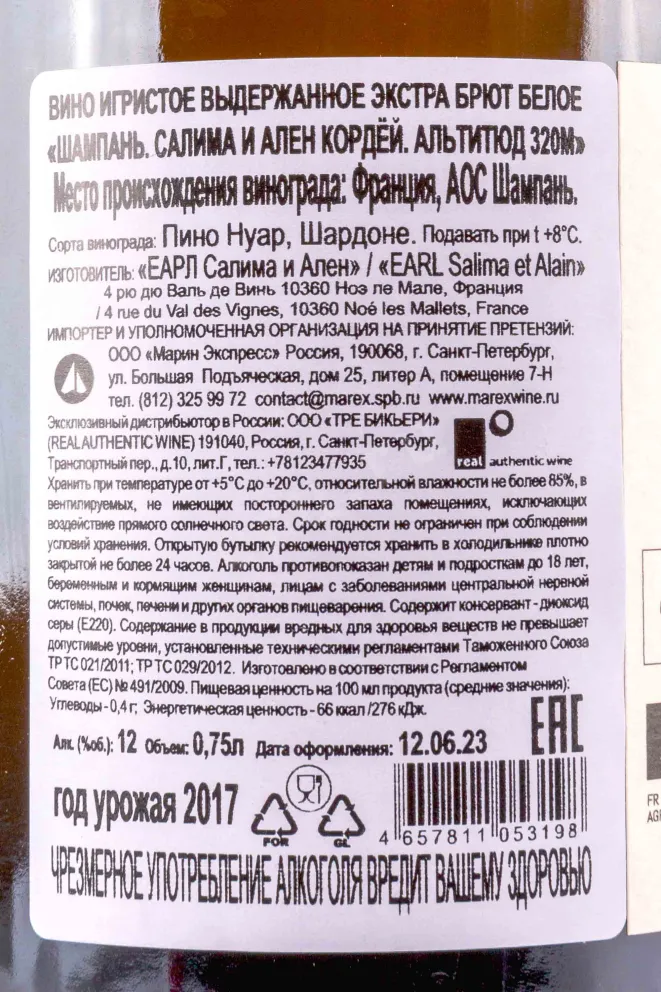 ВИНО ИГРИСТОЕ ВЫДЕРЖАННОЕ ЭКСТРА БРЮТ БЕЛОЕ
«ШАМПАНЬ. САЛИМА И АЛЕН КОРДЁЙ. АЛЬТИТЮД 320М»
Место происхождения винограда: Франция, АОС Шампань.
Сорта винограда: Пино Нуар, Шардоне. Подавать при t +8°C.
ИЗГОТОВИТЕЛЬ: «ЕАРЛ Салима и Ален» / «EARL Salima et Alain»
4 рю дю Валь де Винь 10360 Ноэ ле Мале, Франция
/ 4 rue du Val des Vignes, 10360 Noé les Mallets, France
ИМПОРТЕР И УПОЛНОМОЧЕННАЯ ОРГАНИЗАЦИЯ НА ПРИНЯТИЕ ПРЕТЕНЗИЙ:
ООО «Марин Экспресс» Россия, 190068, г. Санкт-Петербург,
ул. Большая Подъяческая, дом 25, литер А, помещение 7-Н
тел. (812) 325 99 72 contact@marex.spb.ru www.marexwine.ru
Эксклюзивный дистрибьютор в России: ООО «ТРЕ БИКЬЕРИ»
(REAL AUTHENTIC WINE) 191040, Россия, г. Санкт-Петербург,
Транспортный пер., д.10, лит.Г, тел.: +78123477935
real authentic wine
Хранить при температуре от +5°C до +20°C, относительной влажности не более 85%, в
вентилируемых, не имеющих постороннего запаха помещениях, исключающих
воздействие прямого солнечного света. Срок годности не ограничен при соблюдении
условий хранения. Открытую бутылку рекомендуется хранить в холодильнике плотно
закрытой не более 24 часов. Алкоголь противопоказан детям и подросткам до 18 лет,
беременным и кормящим женщинам, лицам с заболеваниями центральной нервной
системы, почек, печени и других органов пищеварения. Содержит консервант - диоксид
серы (E220). Содержание в продукции вредных для здоровья веществ не превышает
допустимые уровни, установленные техническими регламентами Таможенного Союза
ТР ТС 021/2011; ТР ТС 029/2012. Изготовлено в соответствии с Регламентом
Совета (ЕС) № 491/2009. Пищевая ценность на 100 мл продукта (средние значения):
Углеводы - 0,4 г; Энергетическая ценность - 66 ккал /276 кДж.
Алк. (% об.): 12 Объем: 0,75л Дата оформления: 12.06.23
EAC
год урожая 2017
FOR
GL
4 657811 053198
ЧРЕЗМЕРНОЕ УПОТРЕБЛЕНИЕ АЛКОГОЛЯ ВРЕДИТ ВАШЕМУ ЗДОРОВЬЮ
FR